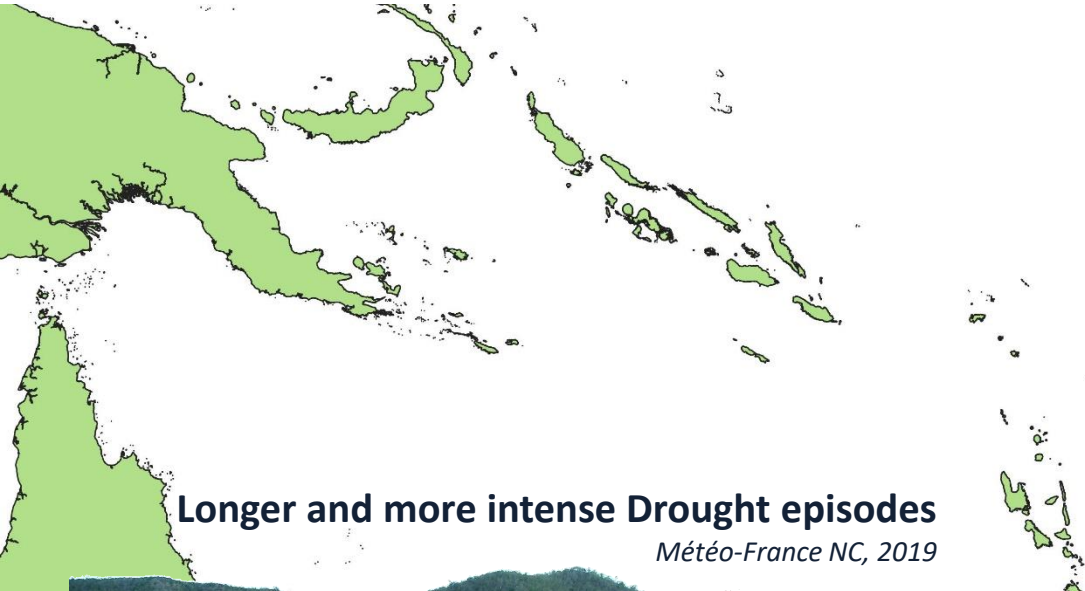 Longer and more intense Drought episodes
Météo-France NC, 2019